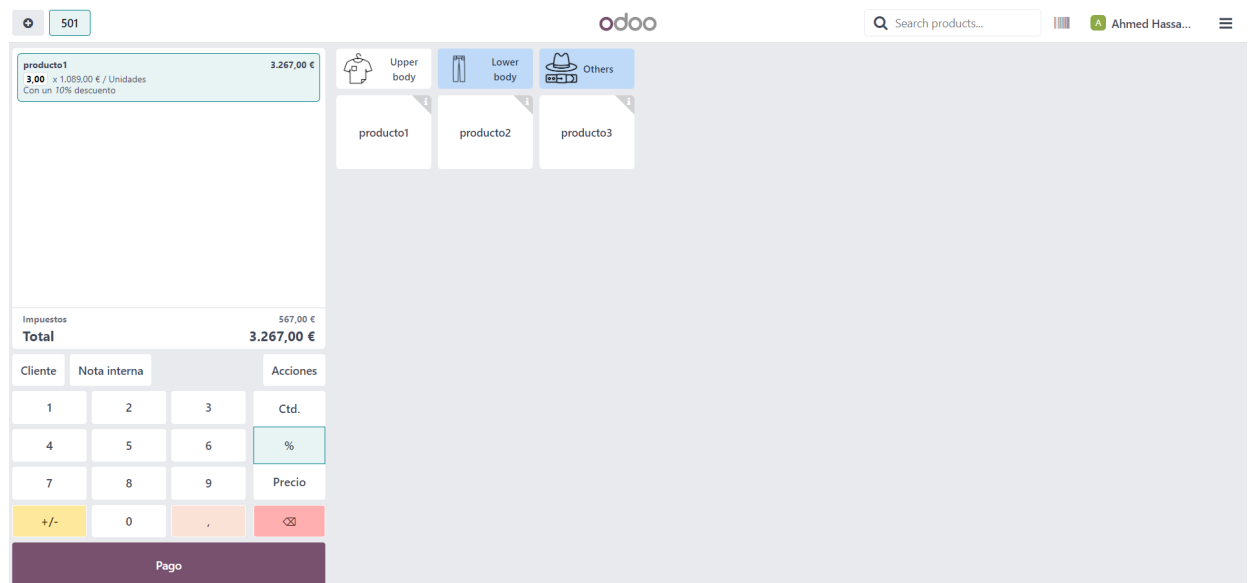 501
odoo
Search products...
A
Ahmed Hassa...
producto1
3.267,00 €
3,00 x 1.089,00 € / Unidades
Con un 10% descuento
Upper body
Lower body
Others
producto1
producto2
producto3
Impuestos
567,00 €
Total
3.267,00 €
Cliente
Nota interna
Acciones
1
2
3
Ctd.
4
5
6
%
7
8
9
Precio
+/-
0
,
Pago